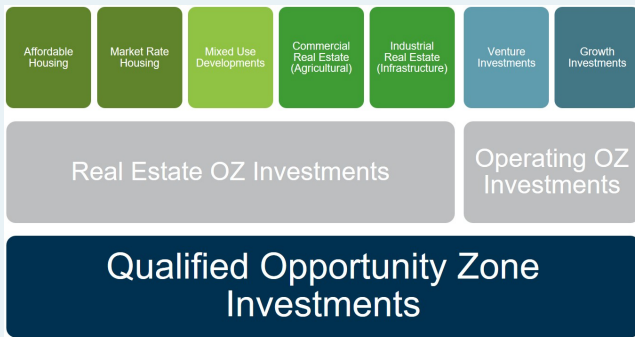 Affordable
Housing
Market Rate
Housing
Mixed Use
Developments
Commercial
Real Estate
(Agricultural)
Industrial
Real Estate
(Infrastructure)
Venture
Investments
Growth
Investments
Real Estate OZ Investments
Operating OZ
Investments
Qualified Opportunity Zone
Investments